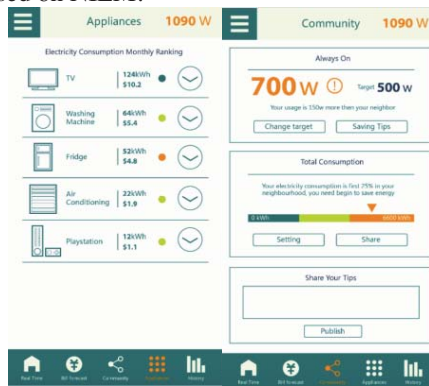 Appliances 1090 W
Electricity Consumption Monthly Ranking
TV 124kWh
$10.2
Washing Machine 64kWh
$5.4
Fridge 52kWh
$4.8
Air Conditioning 22kWh
$1.9
Playstation 12kWh
$1.1
Real Time Bill Forecast Community Appliances History
Community 1090 W
Always On
700 w Target 500 w
Your usage is 150w more then your neighbor
Change target Saving Tips
Total Consumption
Your electricity consumption is first 75% in your
neighbourhood, you need begin to save energy
0 kWh kWh
Setting Share
Share Your Tips
Publish
Real Time Bill Forecast Community Appliances History